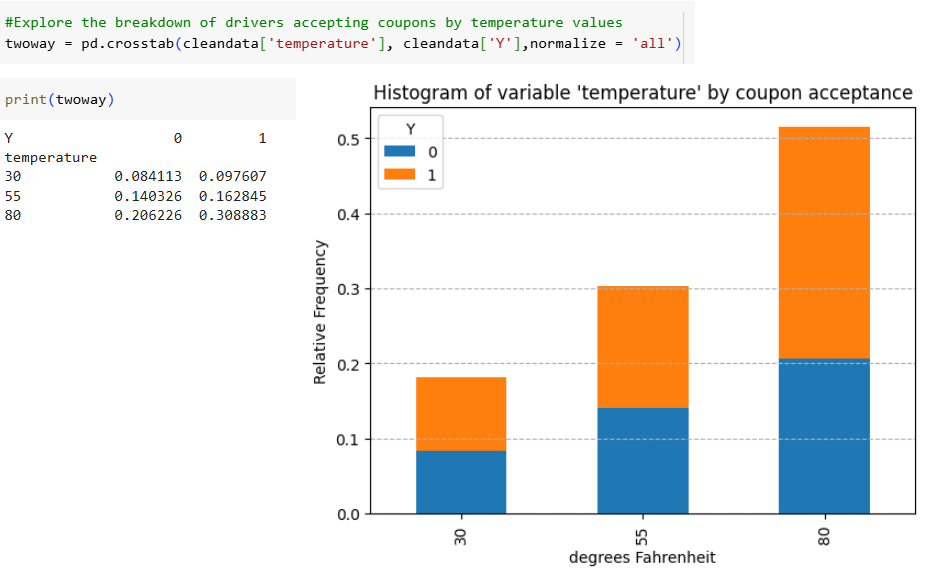 #Explore the breakdown of drivers accepting coupons by temperature values
twoway = pd.crosstab(cleandata['temperature'], cleandata['Y'],normalize = 'all')
print(twoway)
Y 0 1
temperature
30 0.084113 0.097607
55 0.140326 0.162845
80 0.206226 0.308883
Histogram of variable 'temperature' by coupon acceptance
Y
0
1
Relative Frequency
0.5
0.4
0.3
0.2
0.1
0.0
30 55 80
degrees Fahrenheit